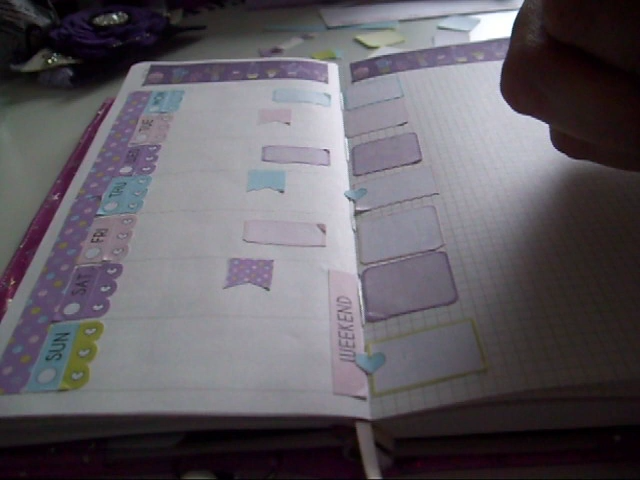 MON
TUE
WED
THU
FRI
SAT
SUN
WEEKEND